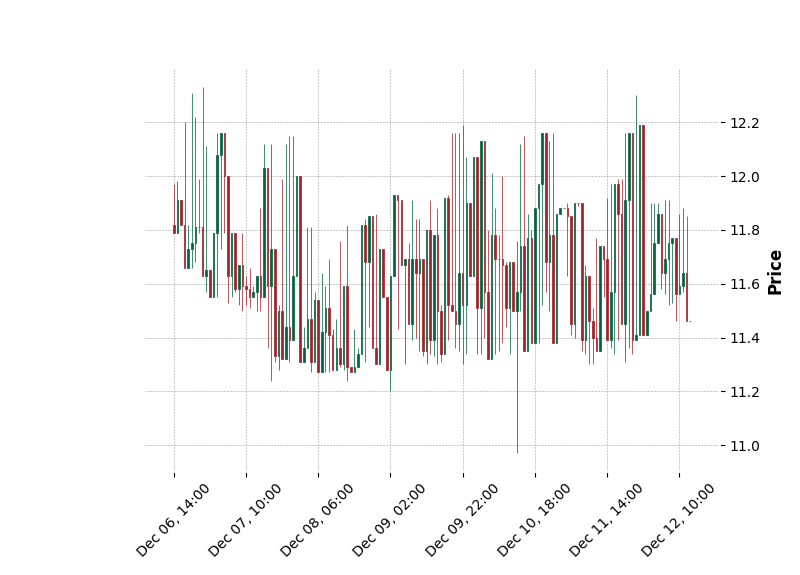 12.2
12.0
11.8
11.6
11.4
11.2
11.0
Price
Dec 06, 14:00
Dec 07, 10:00
Dec 08, 06:00
Dec 09, 02:00
Dec 09, 22:00
Dec 10, 18:00
Dec 11, 14:00
Dec 12, 10:00